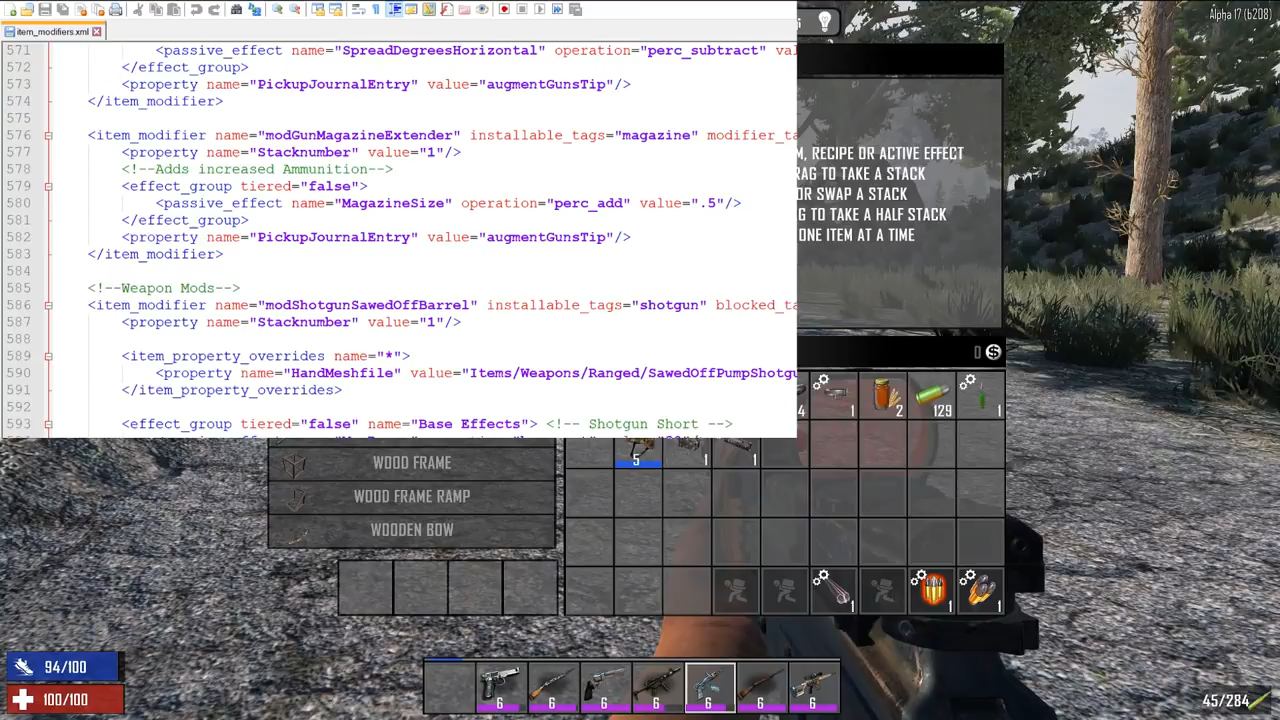 item_modifiers.xml
571 <passive_effect name="SpreadDegreesHorizontal" operation="perc_subtract" va
572 </effect_group>
573 <property name="PickupJournalEntry" value="augmentGunsTip"/>
574 </item_modifier>
575
576 <item_modifier name="modGunMagazineExtender" installable_tags="magazine" modifier_ta
577 <property name="Stacknumber" value="1"/>
578 <!--Adds increased Ammunition-->
579 <effect_group tiered="false">
580 <passive_effect name="MagazineSize" operation="perc_add" value=".5"/>
581 </effect_group>
582 <property name="PickupJournalEntry" value="augmentGunsTip"/>
583 </item_modifier>
584
585 <!--Weapon Mods-->
586 <item_modifier name="modShotgunSawedOffBarrel" installable_tags="shotgun" blocked_ta
587 <property name="Stacknumber" value="1"/>
588
589 <item_property_overrides name="*">
590 <property name="HandMeshfile" value="Items/Weapons/Ranged/SawedOffPumpShotgu
591 </item_property_overrides>
592
593 <effect_group tiered="false" name="Base Effects"> <!-- Shotgun Short -->
Alpha 17 (b208)
M, RECIPE OR ACTIVE EFFECT
RAG TO TAKE A STACK
OR SWAP A STACK
G TO TAKE A HALF STACK
ONE ITEM AT A TIME
0
4 1 2 129 1
5 1 1
WOOD FRAME
WOOD FRAME RAMP
WOODEN BOW
1 1 1
94/100
100/100
6 6 6 6 6 6 6
45/284